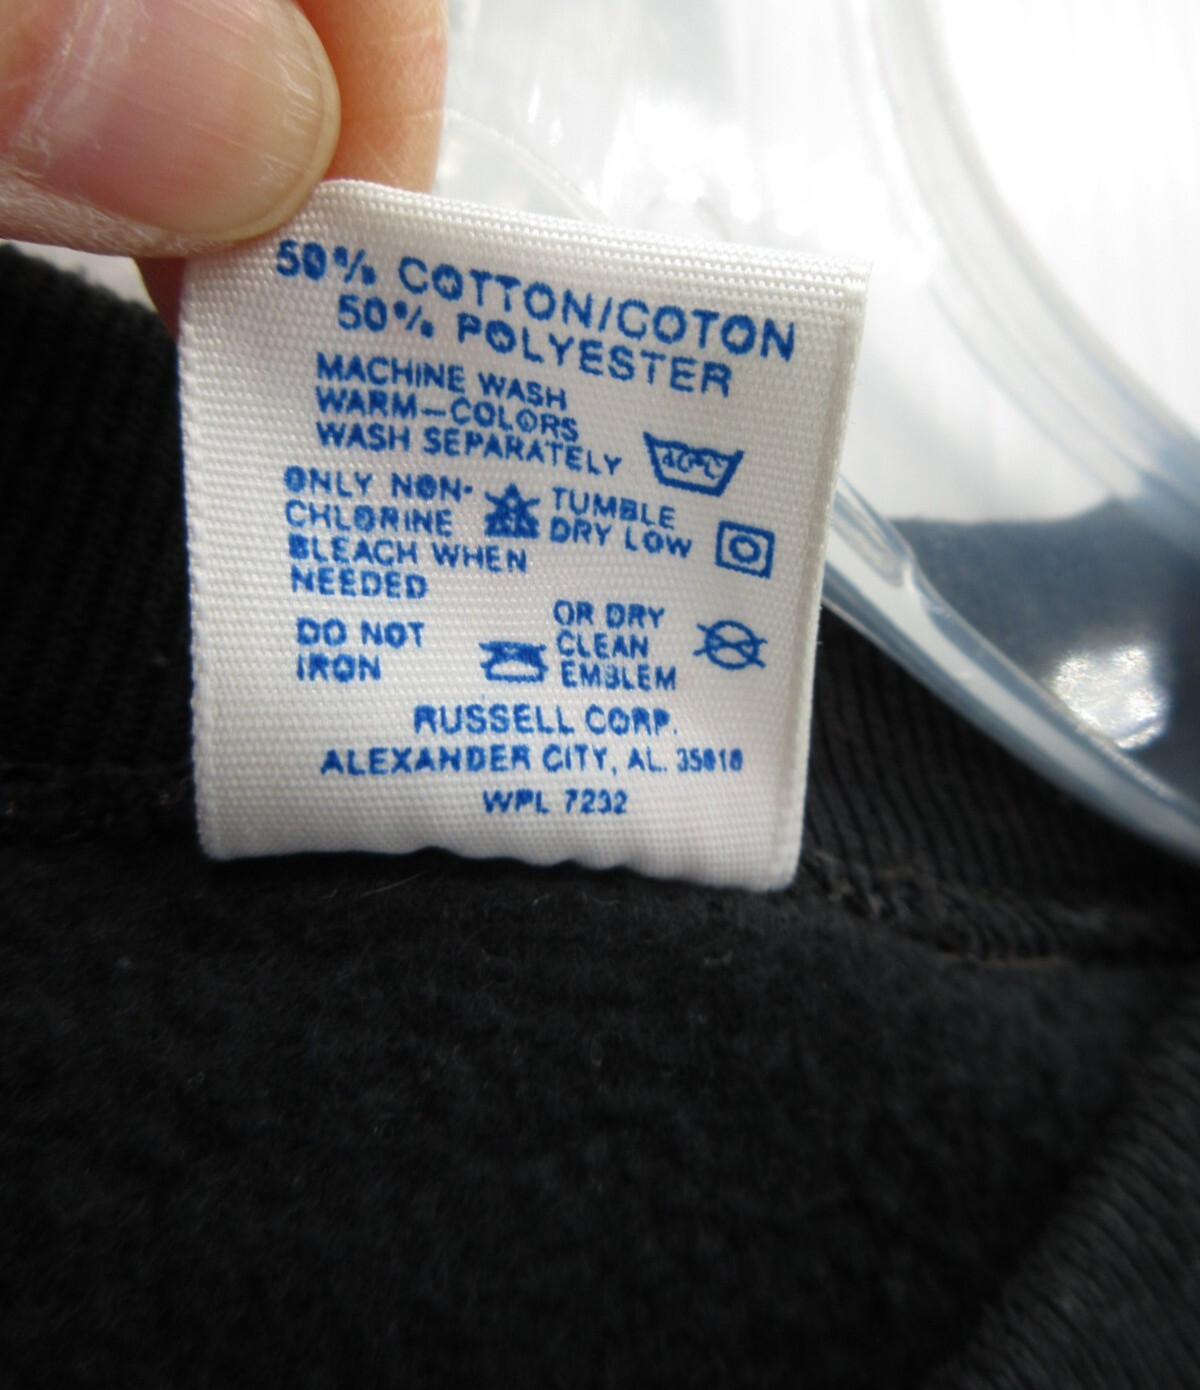 50% COTTON/COTON
50% POLYESTER
MACHINE WASH
WARM—COLORS
WASH SEPARATELY
40°C
ONLY NON-
CHLORINE
BLEACH WHEN
NEEDED
TUMBLE
DRY LOW
DO NOT
IRON
OR DRY
CLEAN
EMBLEM
RUSSELL CORP.
ALEXANDER CITY, AL. 35010
WPL 7232